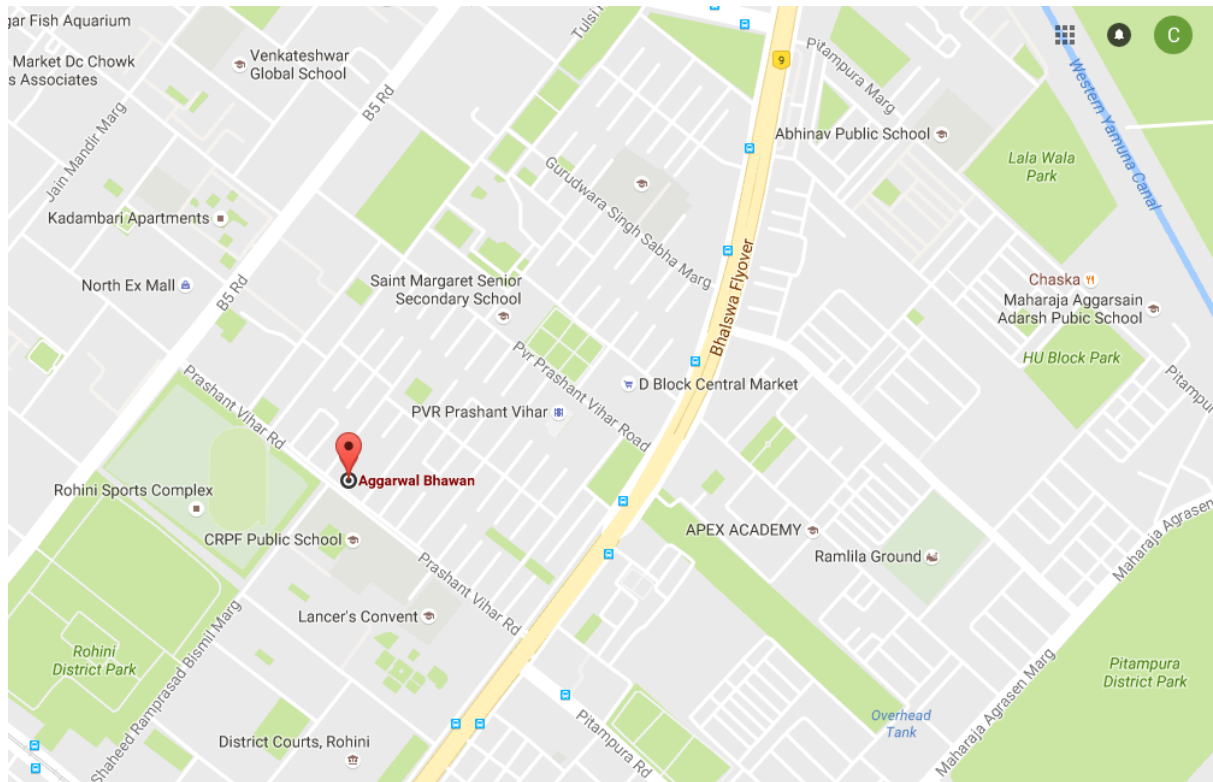 gar Fish Aquarium
Market Dc Chowk
s Associates
Venkateshwar
Global School
Tulsi
9
Pitampura Marg
C
B5 Rd
Jain Mandir Marg
Abhinav Public School
Western Yamuna Canal
Lala Wala
Park
Gurudwara Singh Sabha Marg
Kadambari Apartments
North Ex Mall
B5 Rd
Saint Margaret Senior
Secondary School
Bhalswa Flyover
Chaska
Maharaja Aggarsain
Adarsh Pubic School
HU Block Park
Pvr Prashant Vihar Road
D Block Central Market
Pitampu
Prashant Vihar Rd
PVR Prashant Vihar
Aggarwal Bhawan
Rohini Sports Complex
CRPF Public School
APEX ACADEMY
Ramlila Ground
Maharaja Agrasen
Prashant Vihar Rd
Lancer's Convent
Rohini
District Park
Shaheed Ramprasad Bismil Marg
Pitampura
District Park
Maharaja Agrasen Marg
Overhead
Tank
Pitampura Rd
District Courts, Rohini